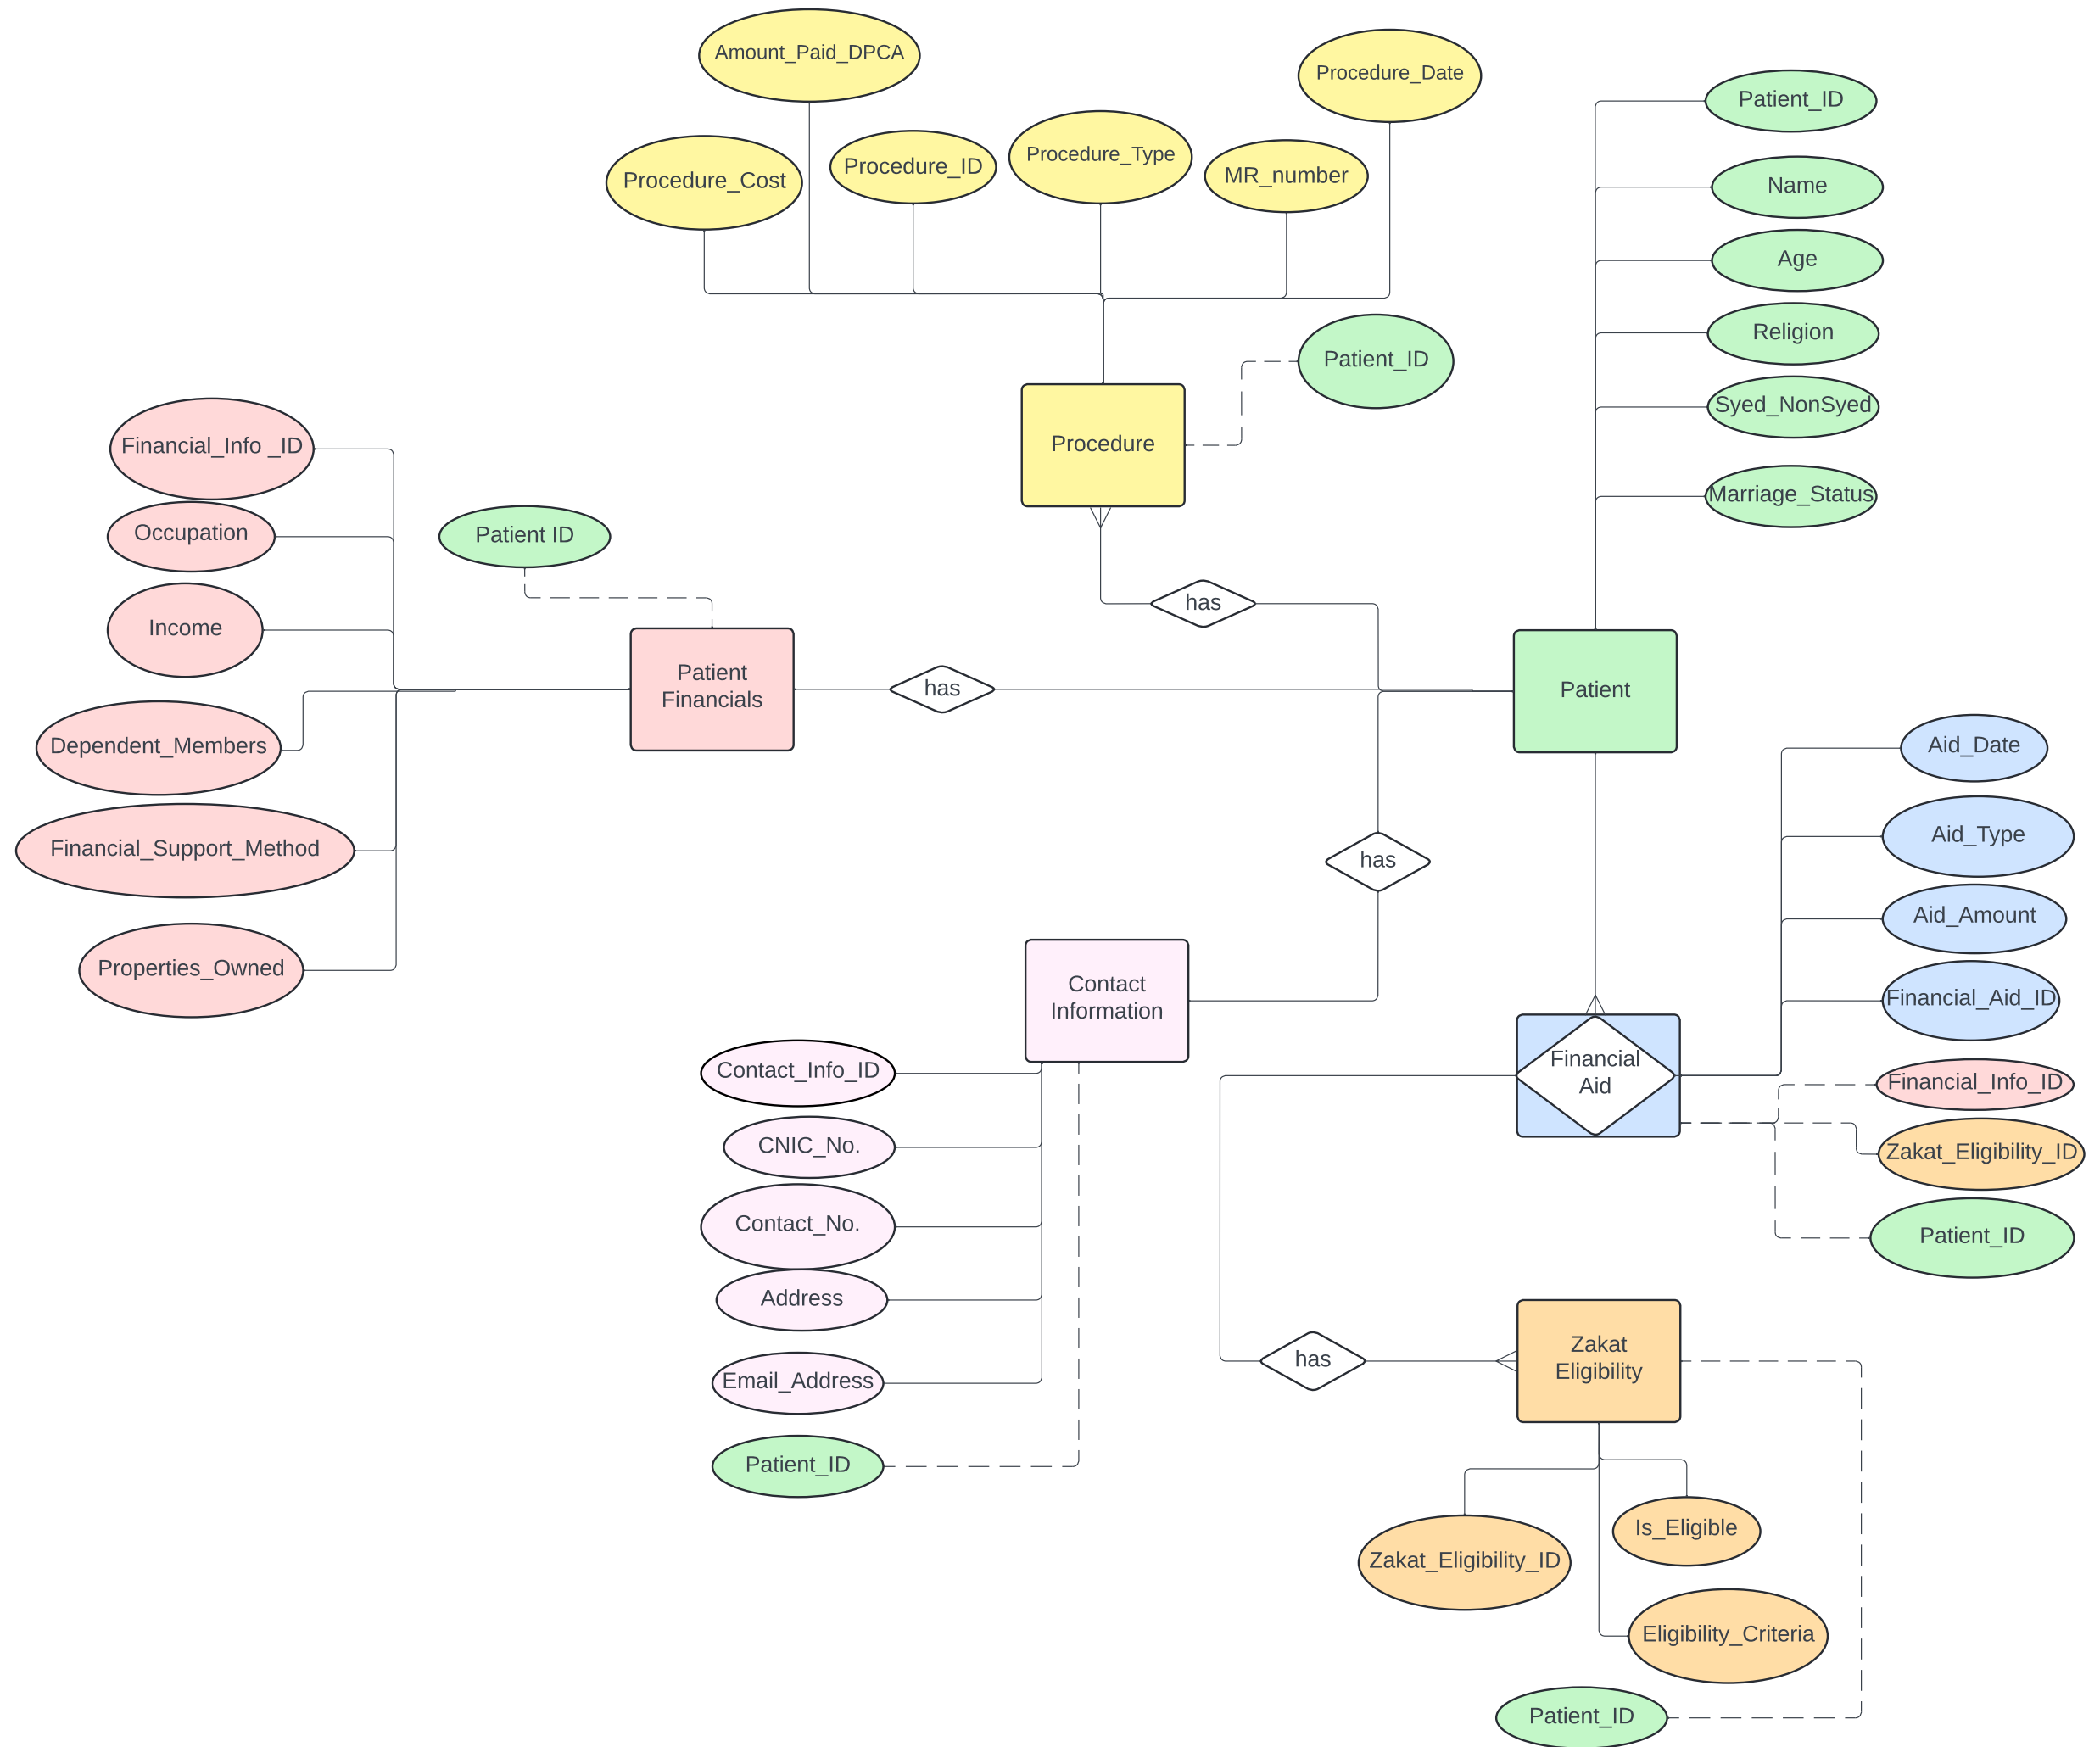 Amount_Paid_DPCA
Procedure_Date
Patient_ID
Procedure_Cost
Procedure_ID
Procedure_Type
MR_number
Name
Age
Religion
Syed_NonSyed
Marriage_Status
Patient_ID
Procedure
Financial_Info _ID
Occupation
Income
Dependent_Members
Financial_Support_Method
Properties_Owned
Patient ID
Patient
Financials
has
has
Patient
has
Contact
Information
Contact_Info_ID
CNIC_No.
Contact_No.
Address
Email_Address
Patient_ID
Aid_Date
Aid_Type
Aid_Amount
Financial_Aid_ID
Financial
Aid
Financial_Info_ID
Zakat_Eligibility_ID
Patient_ID
has
Zakat
Eligibility
Zakat_Eligibility_ID
Is_Eligible
Eligibility_Criteria
Patient_ID